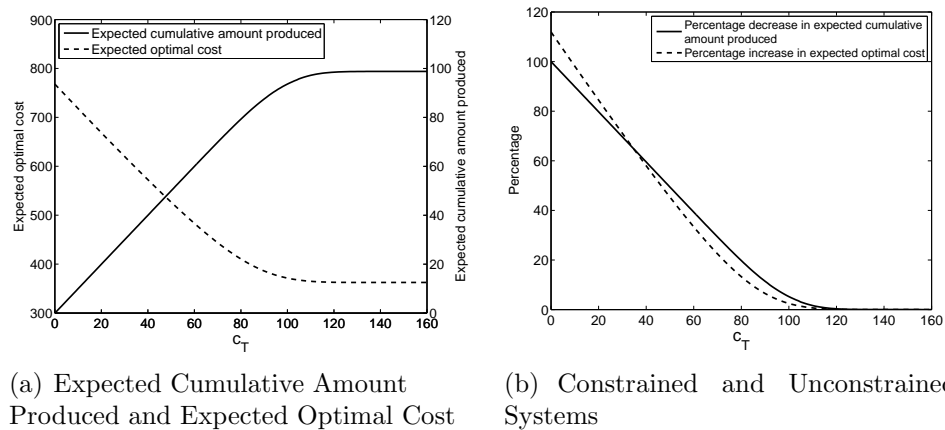 900
800
700
600
500
400
300
120
100
80
60
40
20
0
0 20 40 60 80 100 120 140 160
Expected optimal cost
Expected cumulative amount produced
c_T
Expected cumulative amount produced
Expected optimal cost
120
100
80
60
40
20
0
0 20 40 60 80 100 120 140 160
Percentage
c_T
Percentage decrease in expected cumulative
amount produced
Percentage increase in expected optimal cost
(a) Expected Cumulative Amount
Produced and Expected Optimal Cost
(b) Constrained and Unconstrained
Systems